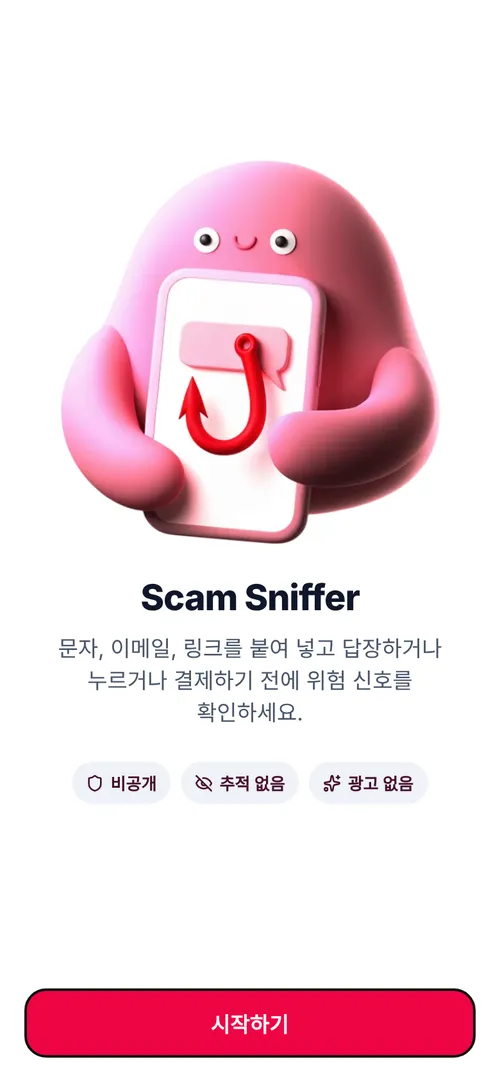 Scam Sniffer
문자, 이메일, 링크를 붙여 넣고 답장하거나
누르거나 결제하기 전에 위험 신호를
확인하세요.
비공개
추적 없음
광고 없음
시작하기